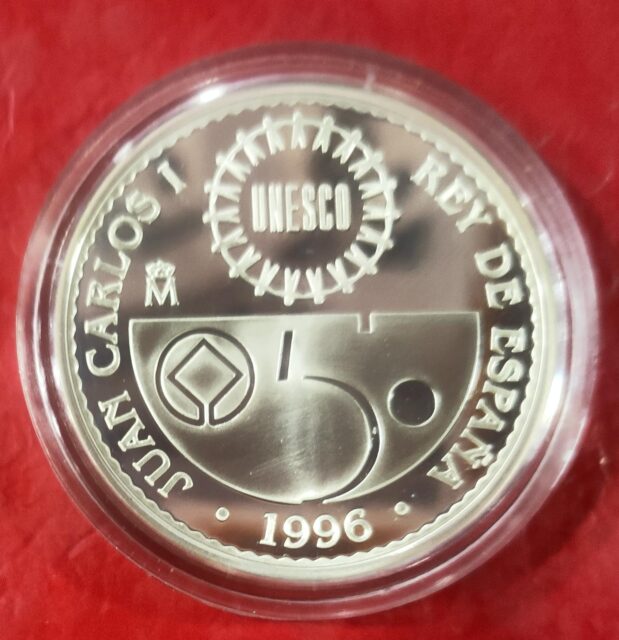 JUAN CARLOS I REY DE ESPAÑA
UNESCO
M
50
• 1996 •